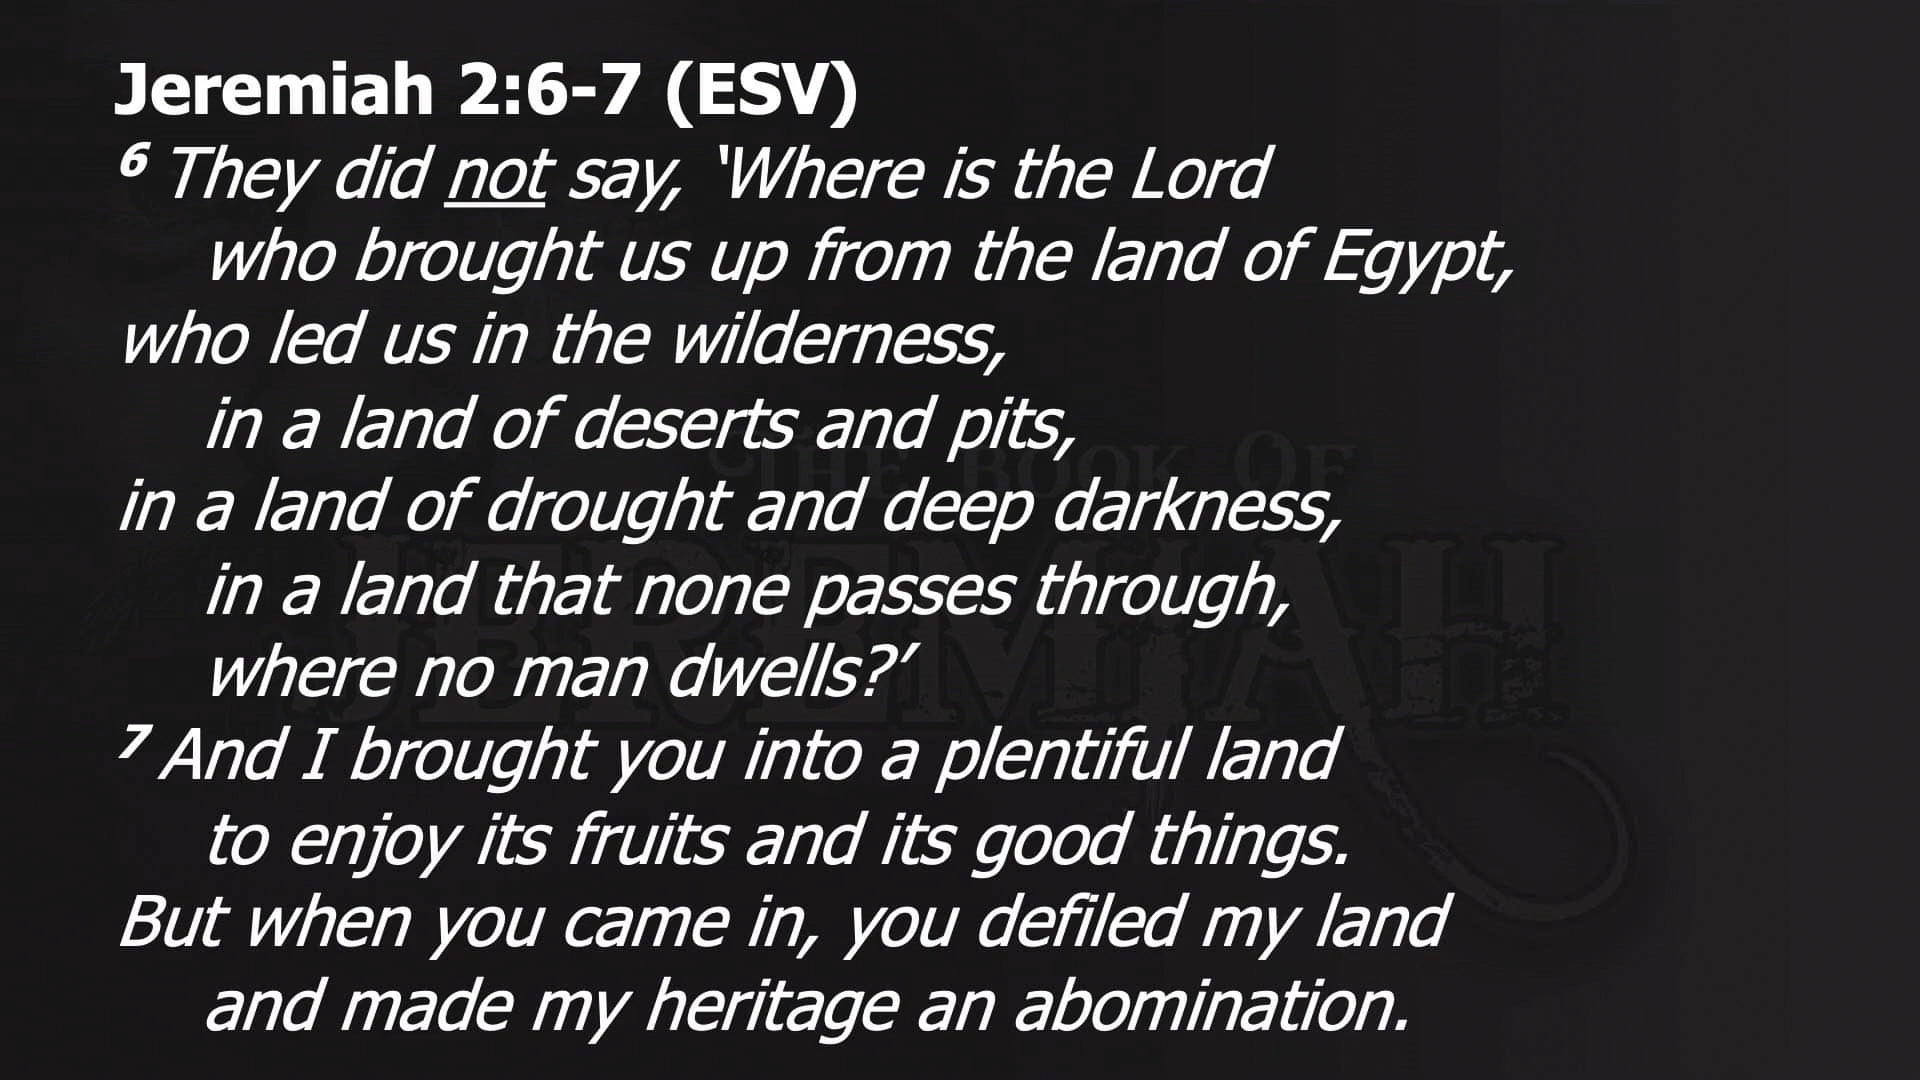 Jeremiah 2:6-7 (ESV)
6 They did not say, ‘Where is the Lord
who brought us up from the land of Egypt,
who led us in the wilderness,
in a land of deserts and pits,
in a land of drought and deep darkness,
in a land that none passes through,
where no man dwells?’
7 And I brought you into a plentiful land
to enjoy its fruits and its good things.
But when you came in, you defiled my land
and made my heritage an abomination.
THE BOOK OF
JEREMIAH